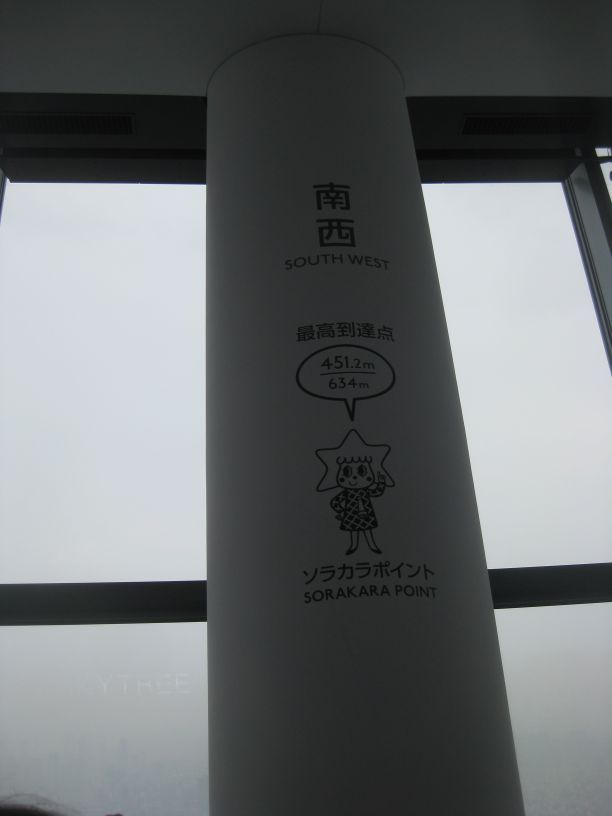 南
西
SOUTH WEST
最高到達点
451.2m
634m
ソラカラポイント
SORAKARA POINT
YTREE